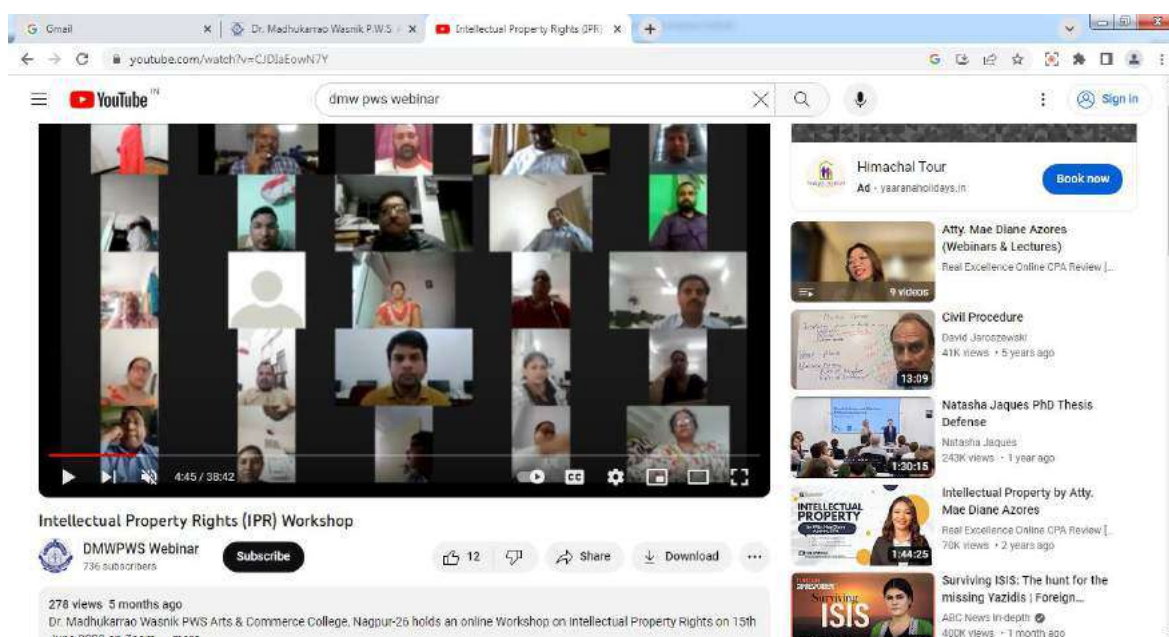 Gmail
Dr. Madhukarrao Wasnik P.W.S.
Intellectual Property Rights (IPR)
youtube.com/watch?v=CJDIaEowN7Y
YouTube IN
dmw pws webinar
Sign in
Himachal Tour
Ad · yaaranaholidays.in
Book now
Atty. Mae Diane Azores
(Webinars & Lectures)
Real Excellence Online CPA Review [...
9 videos
Civil Procedure
David Jaroszewski
41K views • 5 years ago
13:09
Natasha Jaques PhD Thesis
Defense
Natasha Jaques
243K views • 1 year ago
1:30:15
4:45 / 38:42
CC
Intellectual Property Rights (IPR) Workshop
DMWPWS Webinar
736 subscribers
Subscribe
12
Share
Download
Intellectual Property by Atty.
Mae Diane Azores
Real Excellence Online CPA Review [...
70K views • 2 years ago
INTELLECTUAL
PROPERTY
1:44:25
278 views 5 months ago
Dr. Madhukarrao Wasnik PWS Arts & Commerce College, Nagpur-26 holds an online Workshop on Intellectual Property Rights on 15th
Surviving ISIS: The hunt for the
missing Yazidis | Foreign...
ABC News In-depth
400K views • 1 month ago
Surviving
ISIS